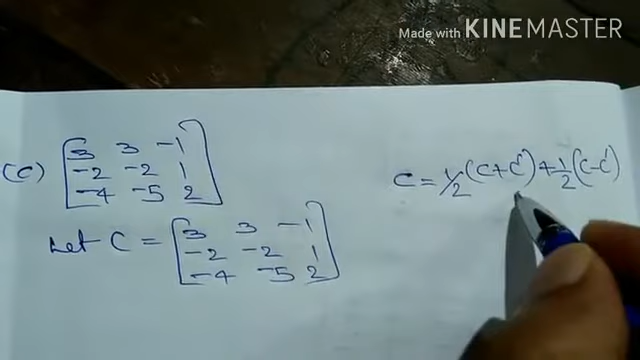 Made with KINEMASTER
(C) [3 3 -1
-2 -2 1
-4 -5 2]
Let C = [3 3 -1
-2 -2 1
-4 -5 2]
C = 1/2 (C+C') + 1/2 (C-C')